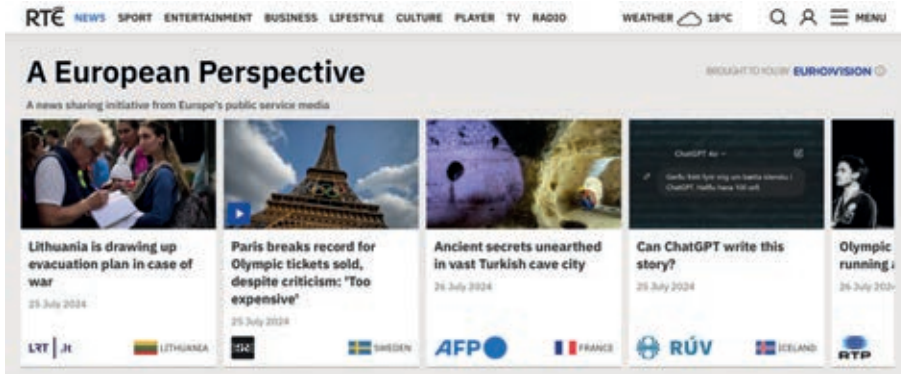 RTÉ NEWS SPORT ENTERTAINMENT BUSINESS LIFESTYLE CULTURE PLAYER TV RADIO WEATHER 18°C MENU
A European Perspective
BROUGHT TO YOU BY EUROVISION
A news sharing initiative from Europe's public service media
ChatGPT 4o
Lithuania is drawing up
evacuation plan in case of
war
25 July 2024
LRT .lt LITHUANIA
Paris breaks record for
Olympic tickets sold,
despite criticism: 'Too
expensive'
25 July 2024
SWEDEN
Ancient secrets unearthed
in vast Turkish cave city
26 July 2024
AFP FRANCE
Can ChatGPT write this
story?
25 July 2024
RÚV ICELAND
Olympic
running
26 July 202
RTP